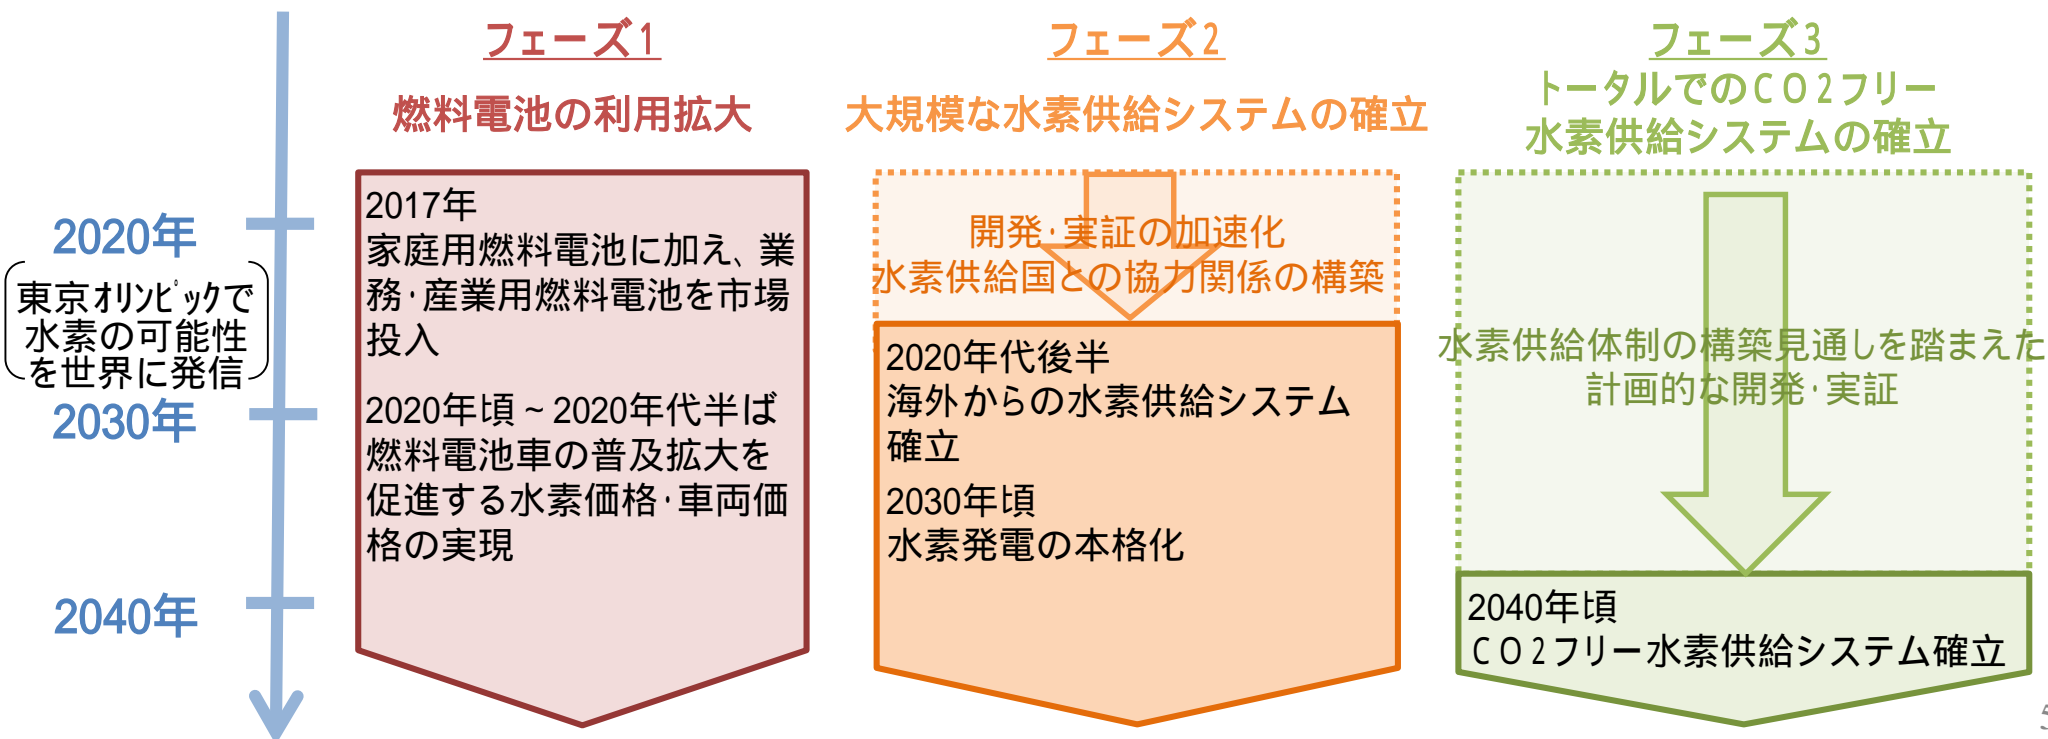 2020年
東京オリンピックで
水素の可能性
を世界に発信
2030年
2040年
フェーズ1
燃料電池の利用拡大
2017年
家庭用燃料電池に加え、業
務・産業用燃料電池を市場
投入
2020年頃～2020年代半ば
燃料電池車の普及拡大を
促進する水素価格・車両価
格の実現
フェーズ2
大規模な水素供給システムの確立
開発・実証の加速化
水素供給国との協力関係の構築
2020年代後半
海外からの水素供給システム
確立
2030年頃
水素発電の本格化
フェーズ3
トータルでのCO2フリー
水素供給システムの確立
水素供給体制の構築見通しを踏まえた
計画的な開発・実証
2040年頃
CO2フリー水素供給システム確立
5